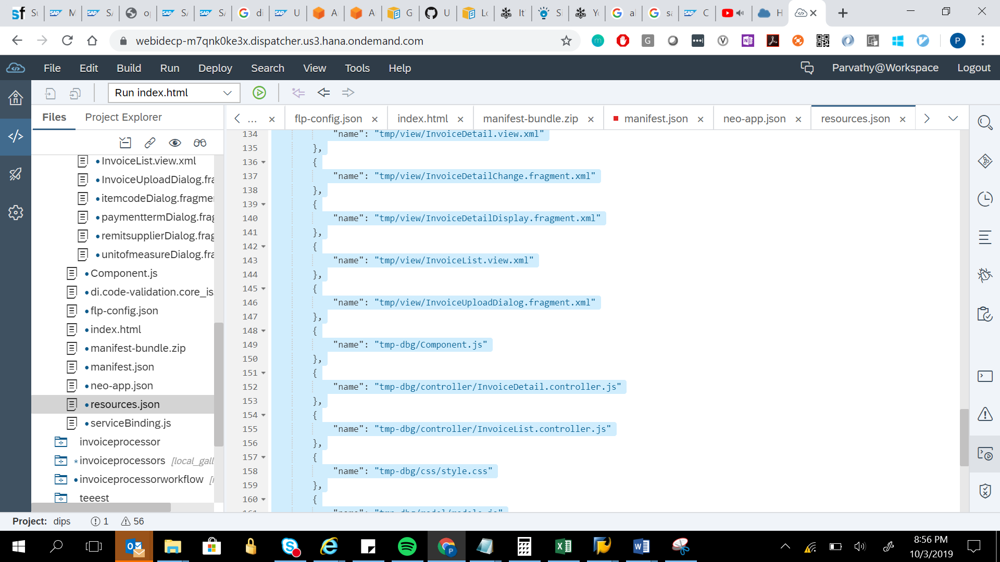 webidecp-m7qnk0ke3x.dispatcher.us3.hana.ondemand.com
File Edit Build Run Deploy Search View Tools Help
Parvathy@Workspace Logout
Run index.html
Files Project Explorer
... × flp-config.json × index.html × manifest-bundle.zip × manifest.json × neo-app.json × resources.json ×
InvoiceList.view.xml
InvoiceUploadDialog.fra
itemcodeDialog.fragme
paymenttermDialog.frag
remitsupplierDialog.frag
unitofmeasureDialog.fra
Component.js
di.code-validation.core_is
flp-config.json
index.html
manifest-bundle.zip
manifest.json
neo-app.json
resources.json
serviceBinding.js
invoiceprocessor
*invoiceprocessors [local_gall
invoiceprocessorworkflow
teeest
134 "name": "tmp/view/InvoiceDetail.view.xml"
135 },
136 {
137 "name": "tmp/view/InvoiceDetailChange.fragment.xml"
138 },
139 {
140 "name": "tmp/view/InvoiceDetailDisplay.fragment.xml"
141 },
142 {
143 "name": "tmp/view/InvoiceList.view.xml"
144 },
145 {
146 "name": "tmp/view/InvoiceUploadDialog.fragment.xml"
147 },
148 {
149 "name": "tmp-dbg/Component.js"
150 },
151 {
152 "name": "tmp-dbg/controller/InvoiceDetail.controller.js"
153 },
154 {
155 "name": "tmp-dbg/controller/InvoiceList.controller.js"
156 },
157 {
158 "name": "tmp-dbg/css/style.css"
159 },
160 {
Project: dips 1 56
8:56 PM
10/3/2019